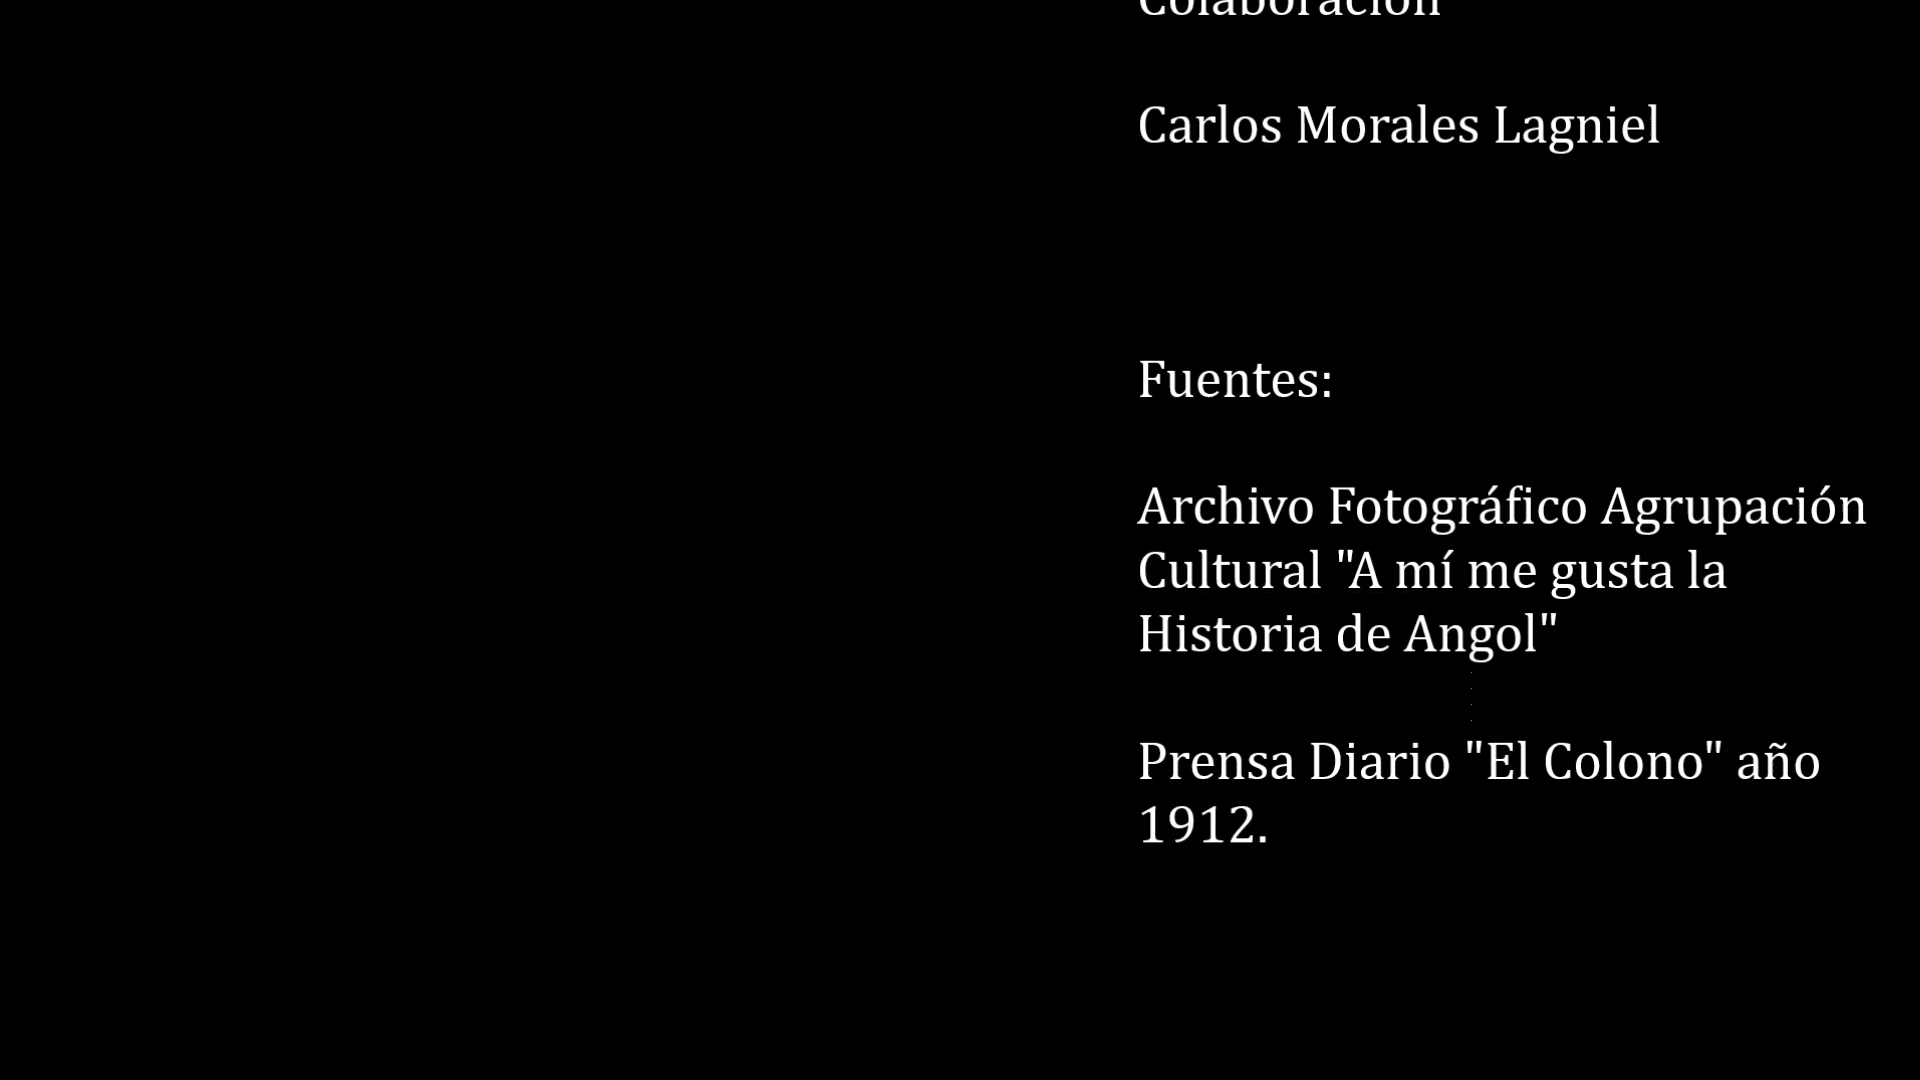 Colaboración
Carlos Morales Lagniel
Fuentes:
Archivo Fotográfico Agrupación
Cultural "A mí me gusta la
Historia de Angol"
Prensa Diario "El Colono" año
1912.